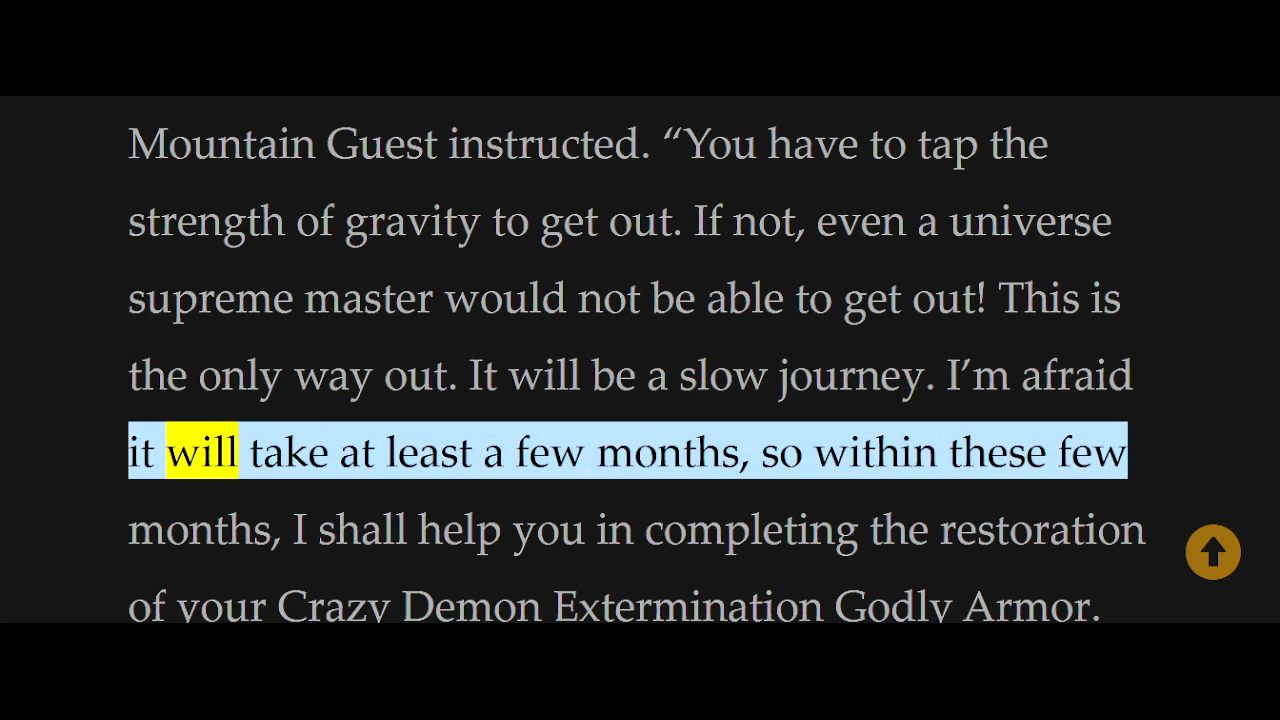 Mountain Guest instructed. “You have to tap the
strength of gravity to get out. If not, even a universe
supreme master would not be able to get out! This is
the only way out. It will be a slow journey. I’m afraid
it will take at least a few months, so within these few
months, I shall help you in completing the restoration
of your Crazy Demon Extermination Godly Armor.